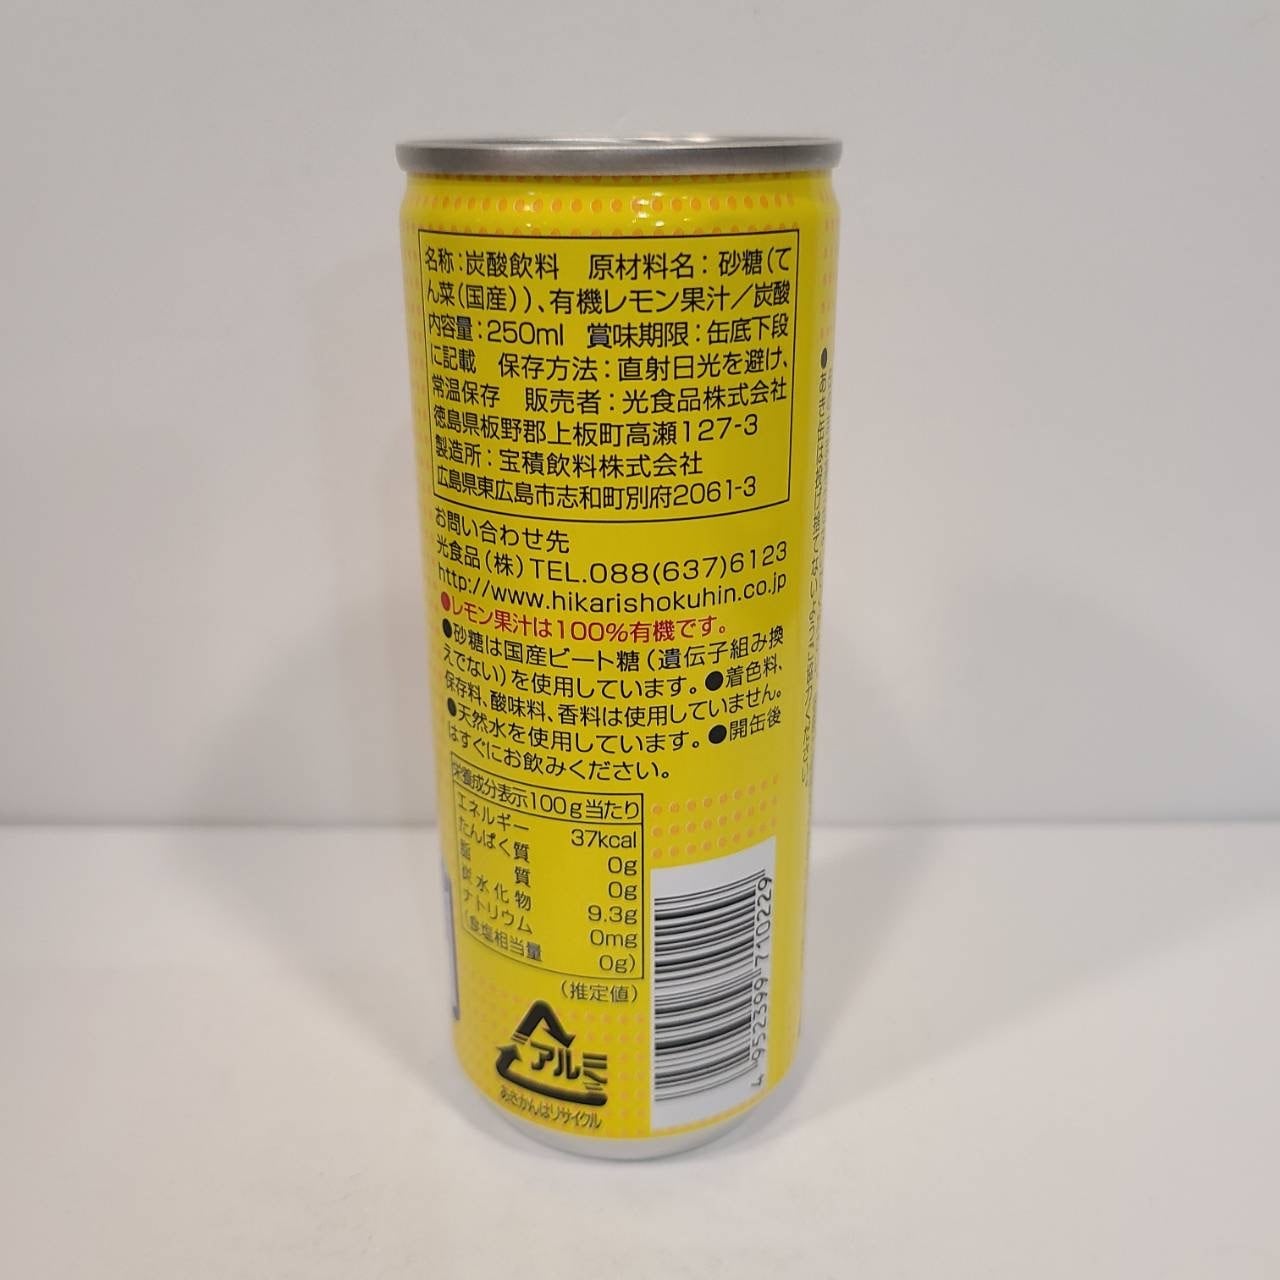 名称：炭酸飲料　原材料名：砂糖（て
ん菜（国産））、有機レモン果汁／炭酸
内容量：250ml　賞味期限：缶底下段
に記載　保存方法：直射日光を避け、
常温保存　販売者：光食品株式会社
徳島県板野郡上板町高瀬127-3
製造所：宝積飲料株式会社
広島県東広島市志和町別府2061-3
お問い合わせ先
光食品（株）TEL.088(637)6123
http://www.hikarishokuhin.co.jp
●レモン果汁は100%有機です。
●砂糖は国産ビート糖（遺伝子組み換
えでない）を使用しています。●着色料、
保存料、酸味料、香料は使用していません。
●天然水を使用しています。●開缶後
はすぐにお飲みください。
栄養成分表示100g当たり
エネルギー 37kcal
たんぱく質 0g
脂質 0g
炭水化物 9.3g
ナトリウム 0mg
（食塩相当量 0g）
（推定値）
アルミ
あきかんはリサイクル
4 952399 710229